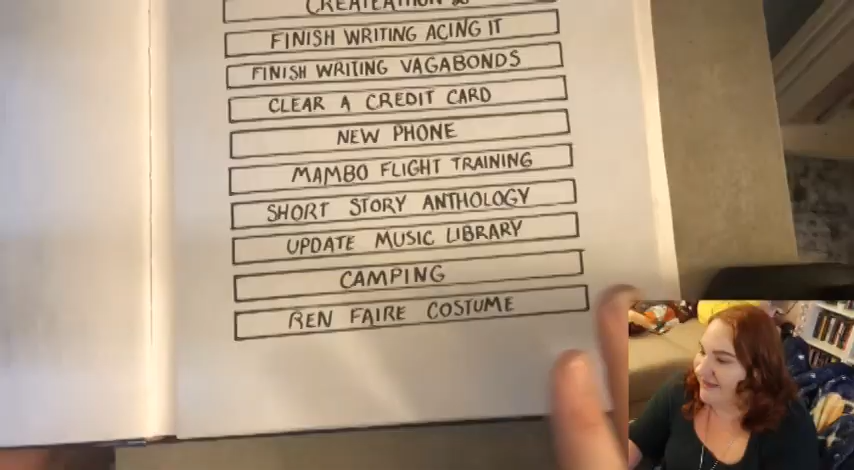 FINISH WRITING ACING IT
FINISH WRITING VAGABONDS
CLEAR A CREDIT CARD
NEW PHONE
MAMBO FLIGHT TRAINING
SHORT STORY ANTHOLOGY
UPDATE MUSIC LIBRARY
CAMPING
REN FAIRE COSTUME